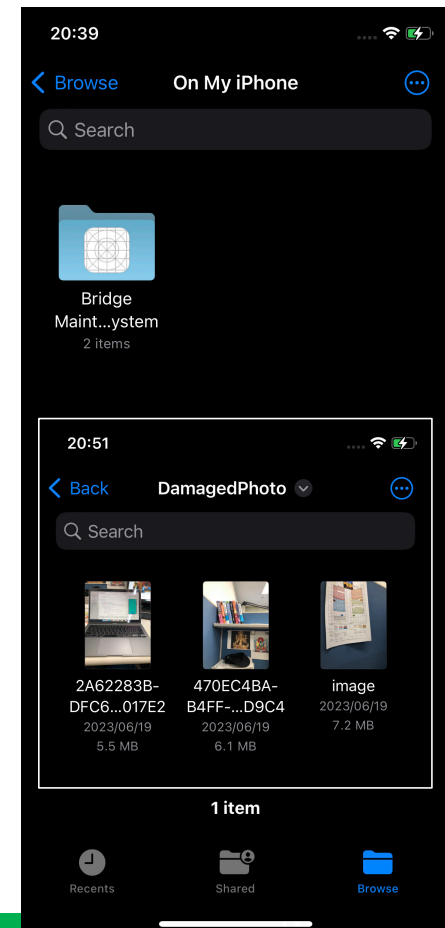 20:39
Browse On My iPhone
Search
Bridge
Maint...ystem
2 items
20:51
Back DamagedPhoto
Search
2A62283B-
DFC6...017E2
2023/06/19
5.5 MB
470EC4BA-
B4FF-...D9C4
2023/06/19
6.1 MB
image
2023/06/19
7.2 MB
1 item
Recents Shared Browse